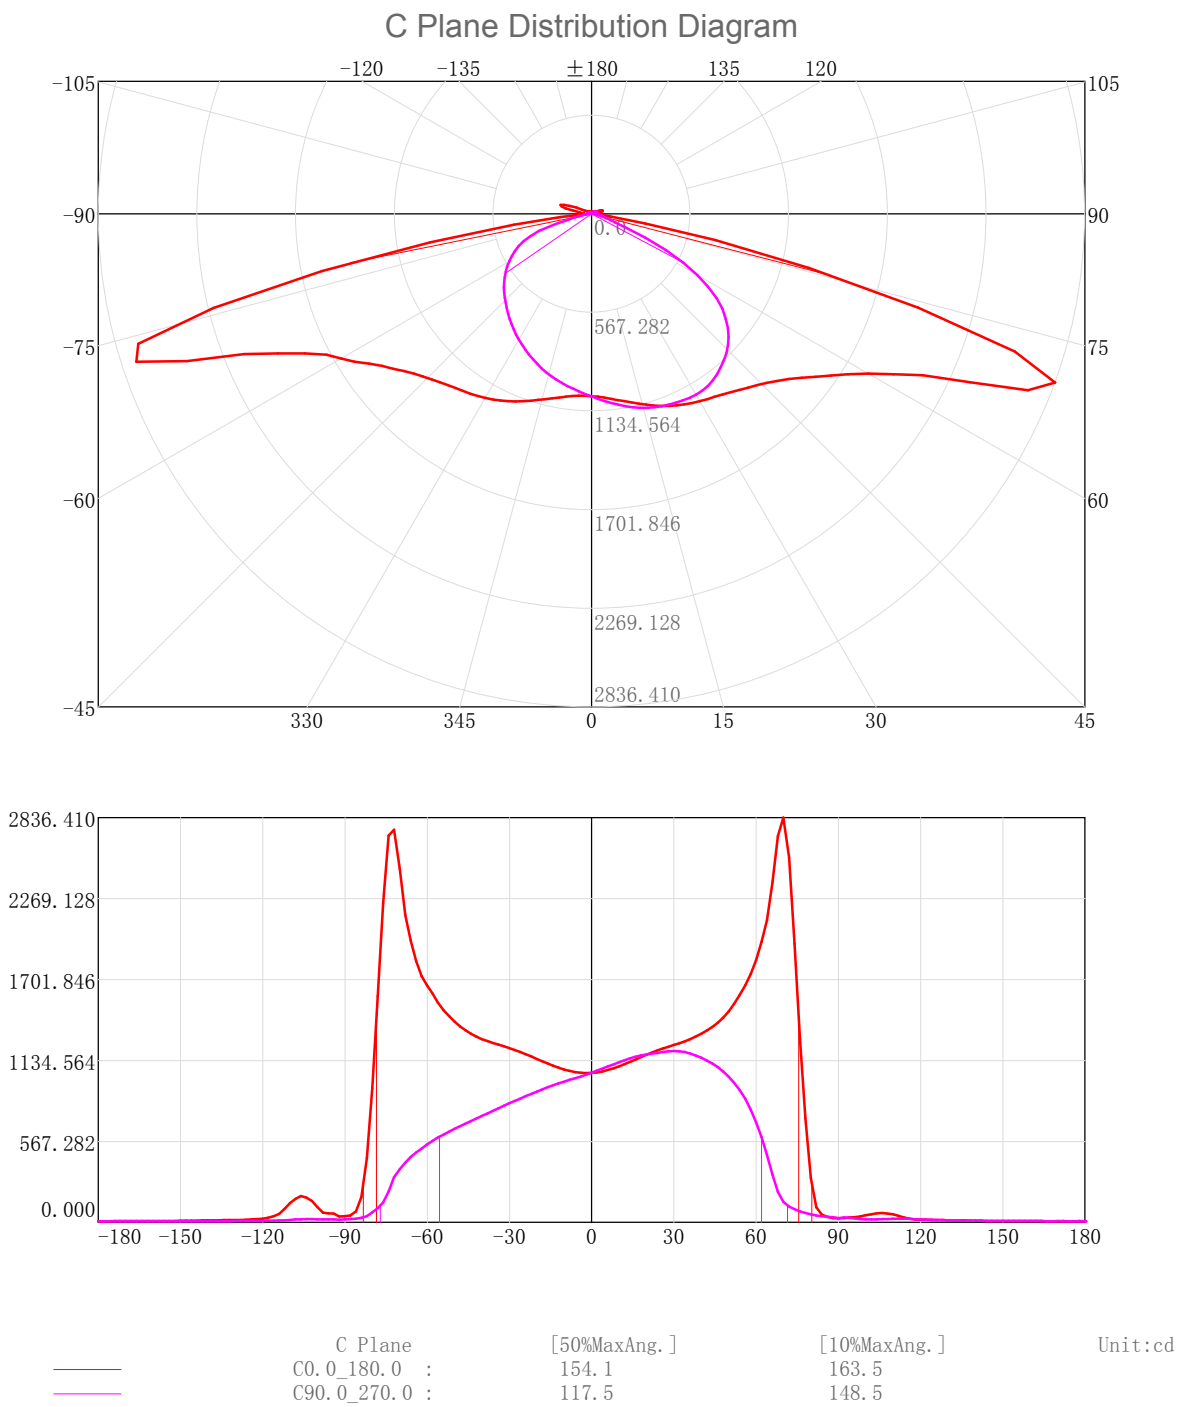 C Plane Distribution Diagram
-120 -135 ±180 135 120
-105 105
-90 90
0.0
567.282
-75 75
1134.564
-60 60
1701.846
2269.128
2836.410
-45
330 345 0 15 30 45
2836.410
2269.128
1701.846
1134.564
567.282
0.000
-180 -150 -120 -90 -60 -30 0 30 60 90 120 150 180
C Plane [50%MaxAng.] [10%MaxAng.] Unit:cd
C0.0_180.0 : 154.1 163.5
C90.0_270.0 : 117.5 148.5